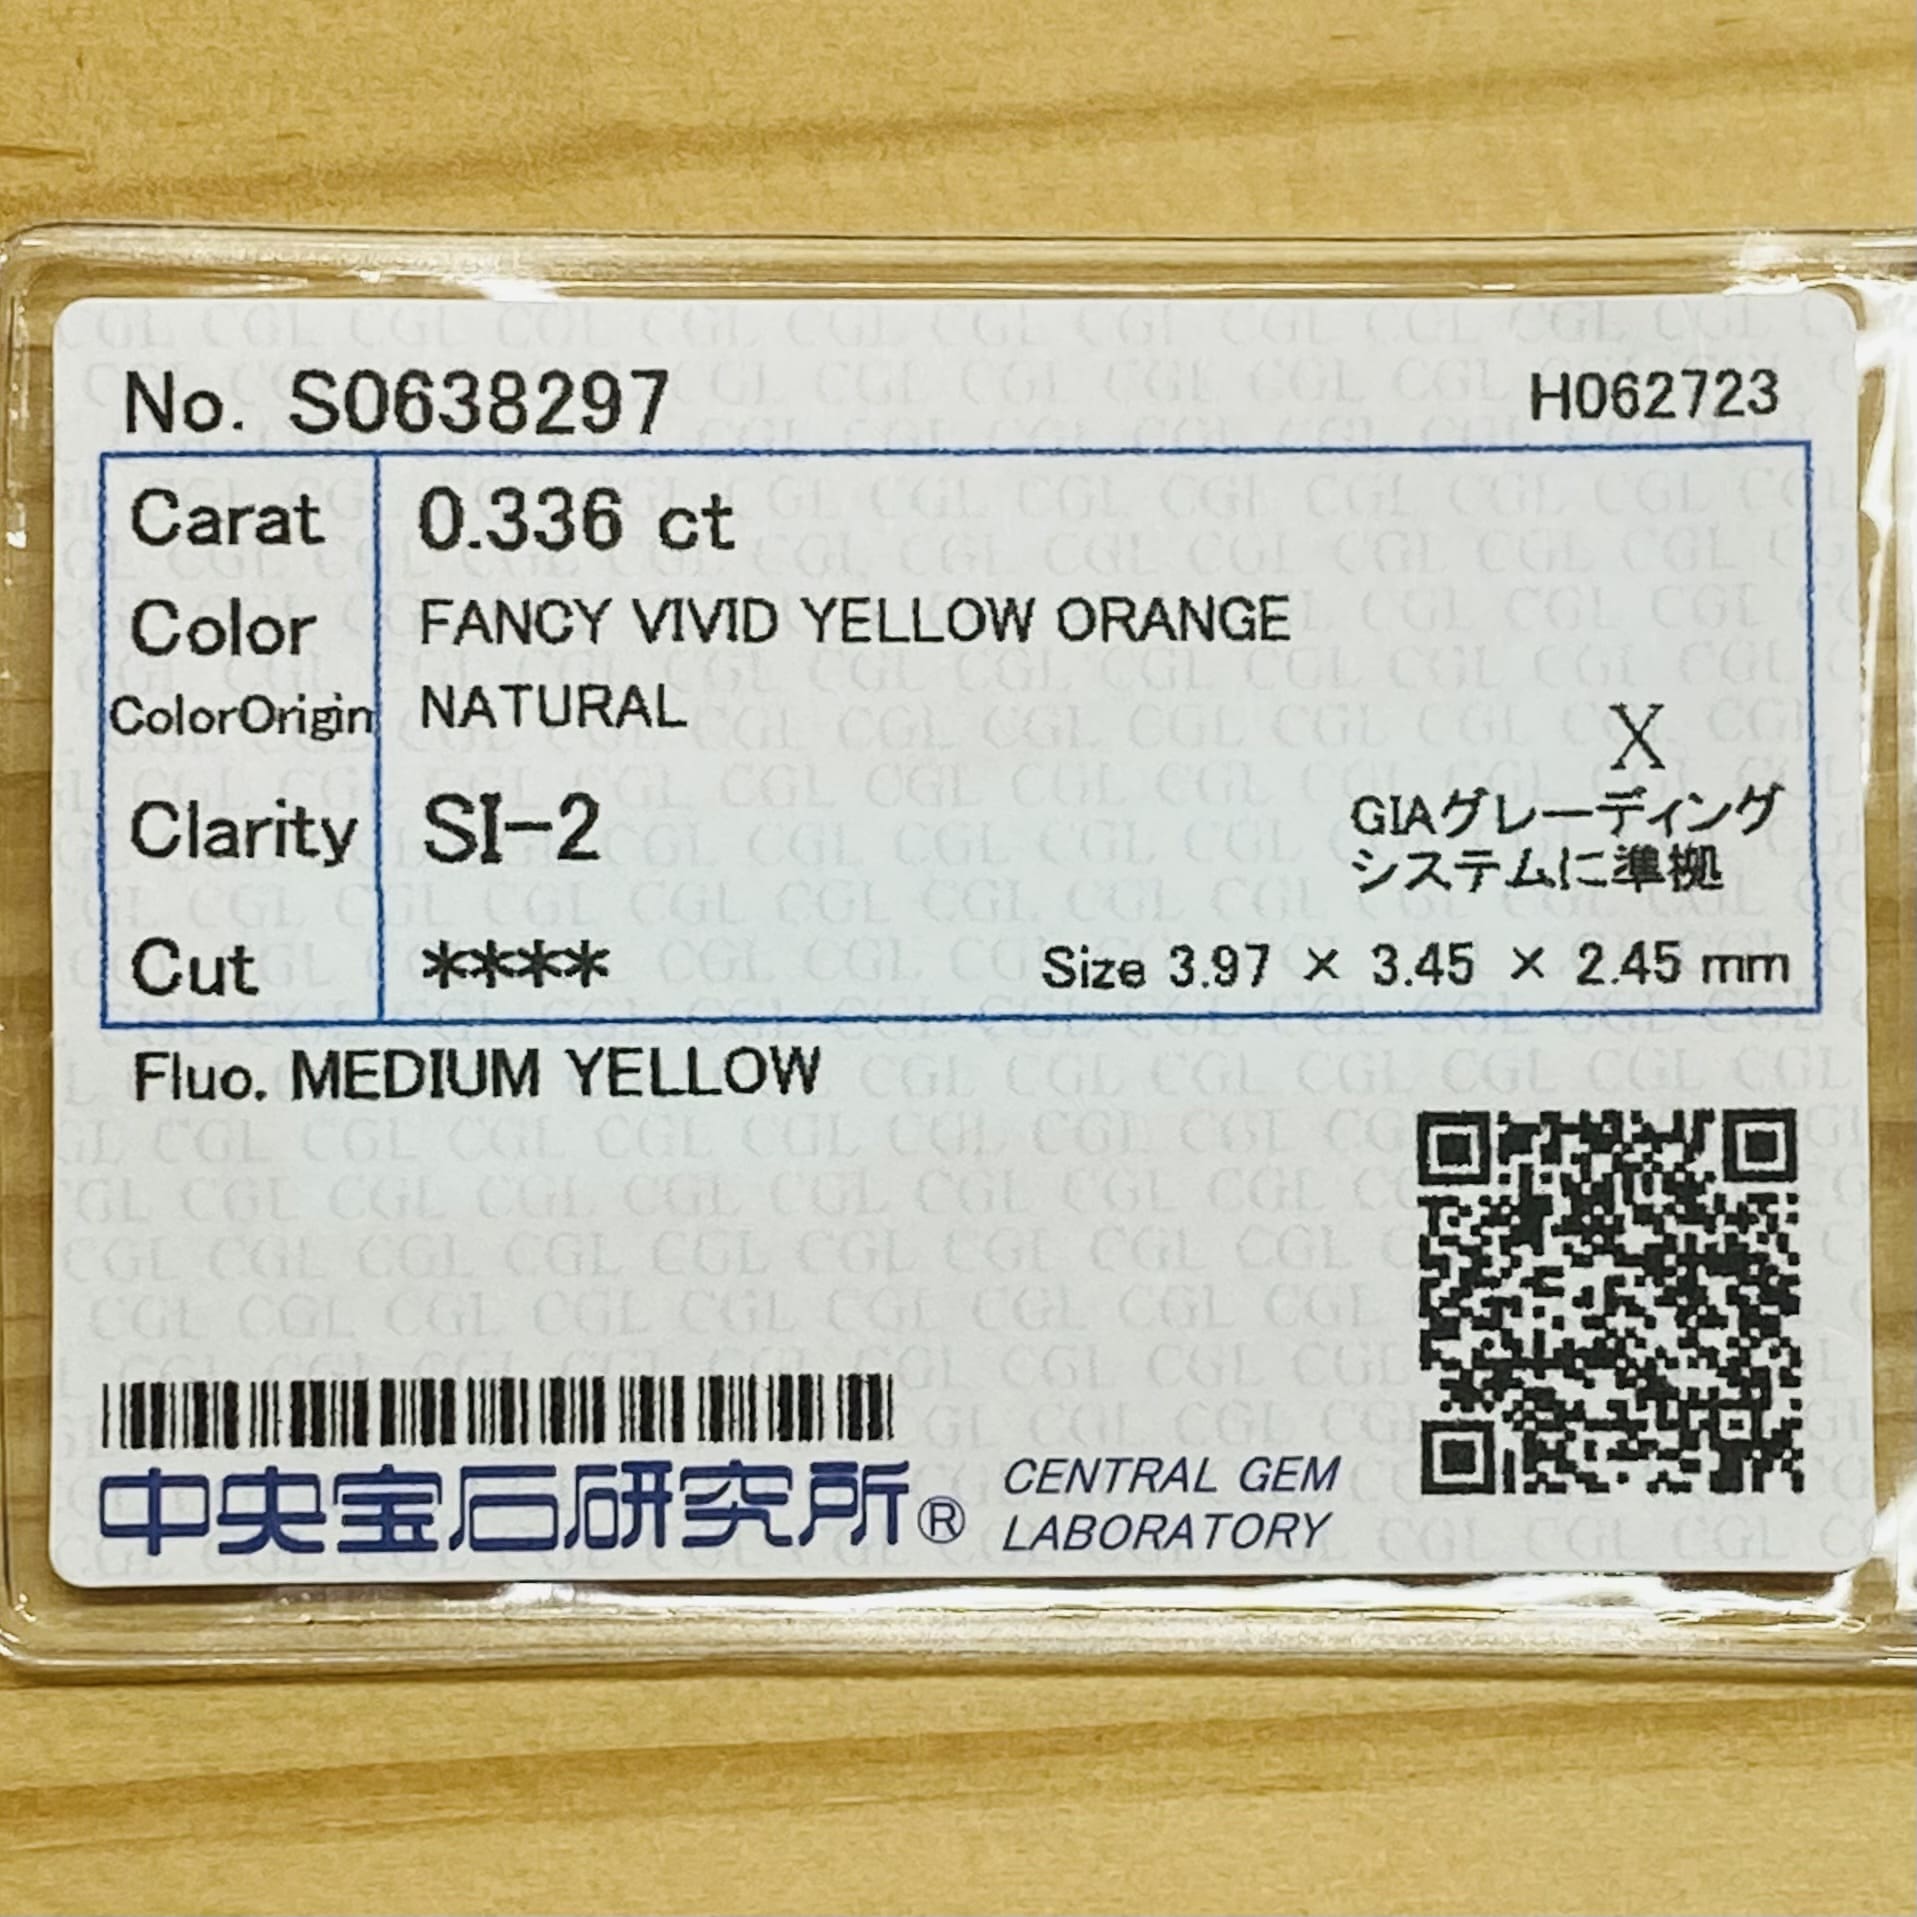 No. S0638297
H062723
Carat 0.336 ct
Color FANCY VIVID YELLOW ORANGE
ColorOrigin NATURAL
X
Clarity SI-2
GIAグレーディング
システムに準拠
Cut **** Size 3.97 × 3.45 × 2.45 mm
Fluo. MEDIUM YELLOW
中央宝石研究所®
CENTRAL GEM
LABORATORY